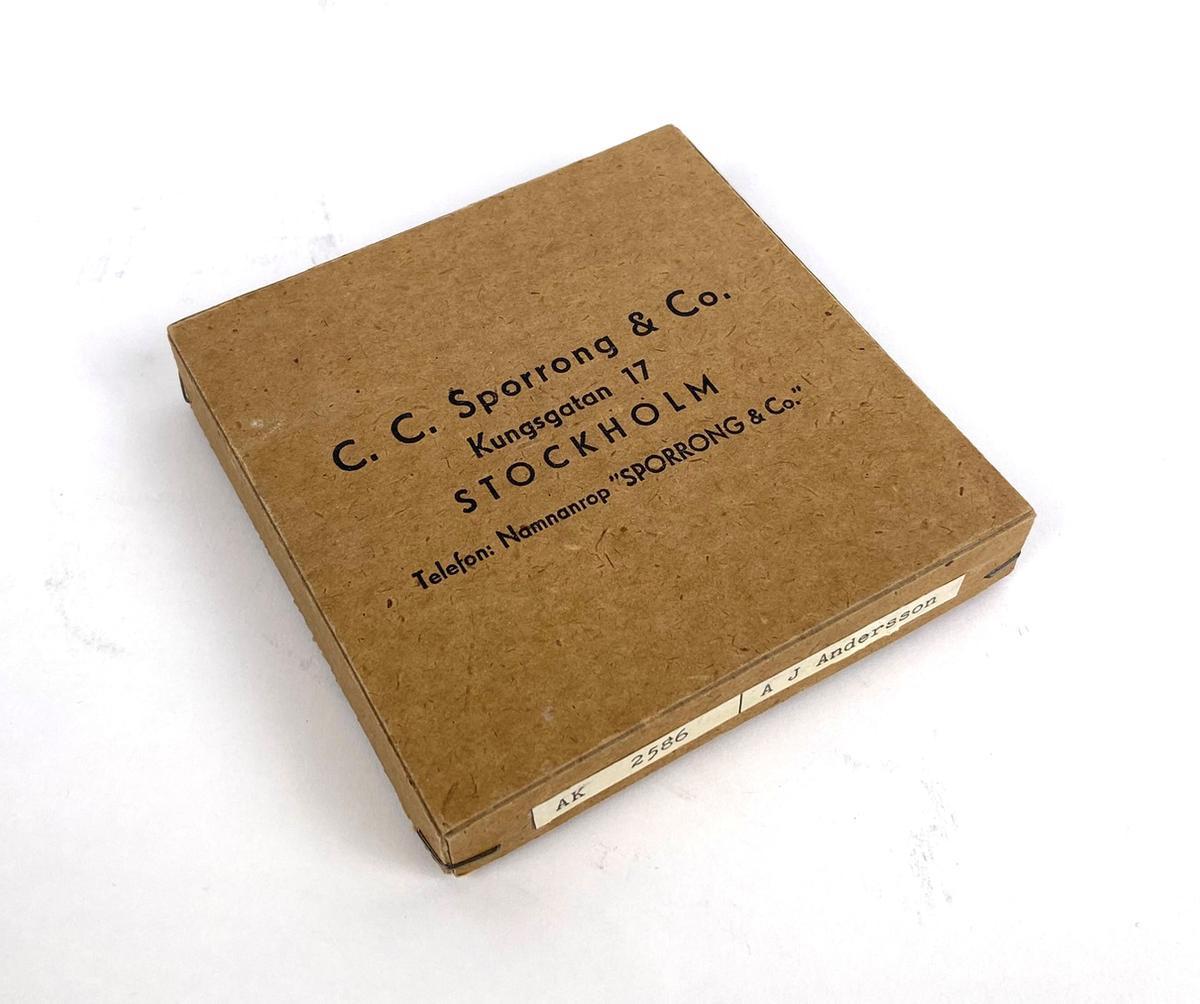 C. C. Sporrong & Co.
Kungsgatan 17
STOCKHOLM
Telefon: Namnanrop "SPORRONG & Co."
AK 2586 A J Andersson